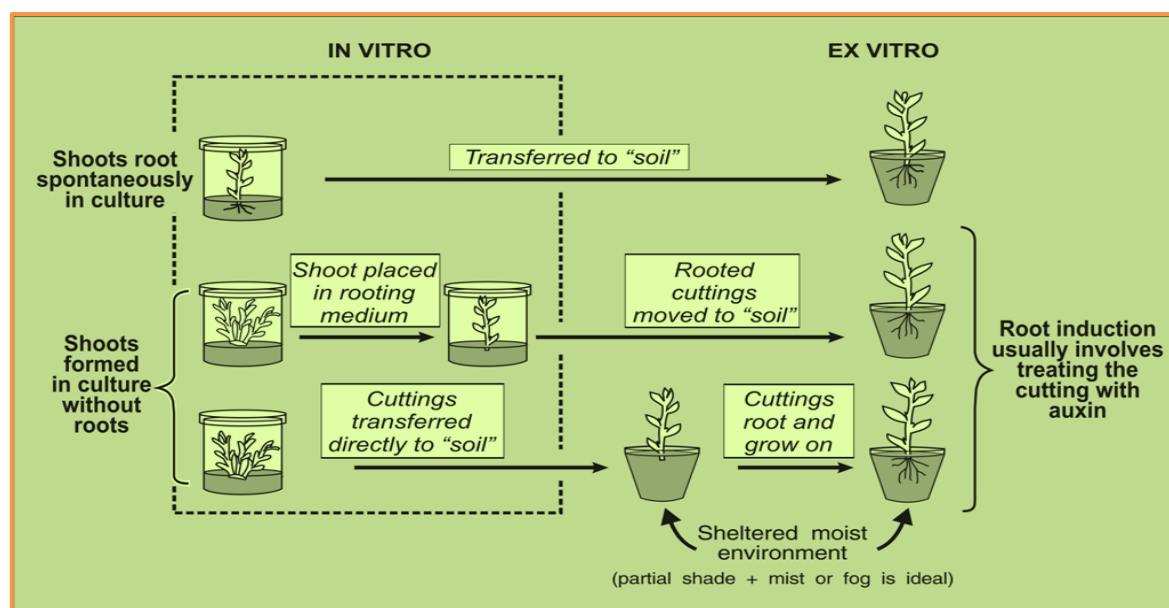 IN VITRO
EX VITRO
Shoots root
spontaneously
in culture
Transferred to “soil”
Shoots
formed
in culture
without
roots
Shoot placed
in rooting
medium
Rooted
cuttings
moved to “soil”
Cuttings
transferred
directly to “soil”
Cuttings
root and
grow on
Root induction
usually involves
treating the
cutting with
auxin
Sheltered moist
environment
(partial shade + mist or fog is ideal)